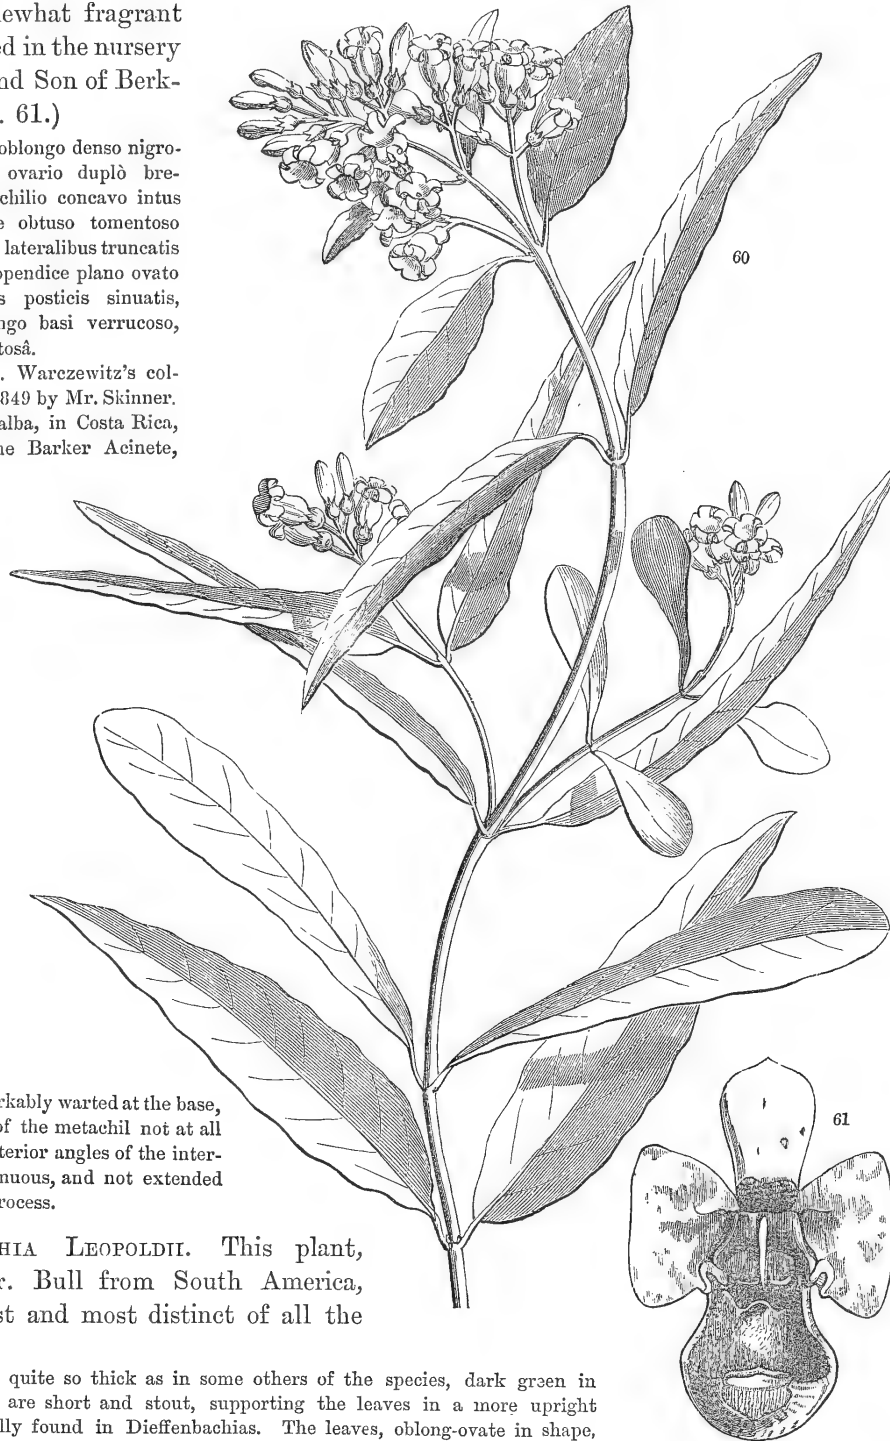 ewhat fragrant
ed in the nursery
nd Son of Berk-
. 61.)
oblongo denso nigro-
ovario duplò bre-
chilio concavo intus
e obtuso tomentoso
lateralibus truncatis
ppendice plano ovato
s posticis sinuatis,
ngo basi verrucoso,
tosâ.
. Warczewitz's col-
849 by Mr. Skinner.
alba, in Costa Rica,
ne Barker Acinete,
60
rkably warted at the base,
of the metachil not at all
terior angles of the inter-
nuous, and not extended
rocess.
61
HIA LEOPOLDII. This plant,
r. Bull from South America,
st and most distinct of all the
quite so thick as in some others of the species, dark green in
are short and stout, supporting the leaves in a more upright
lly found in Dieffenbachias. The leaves, oblong-ovate in shape,